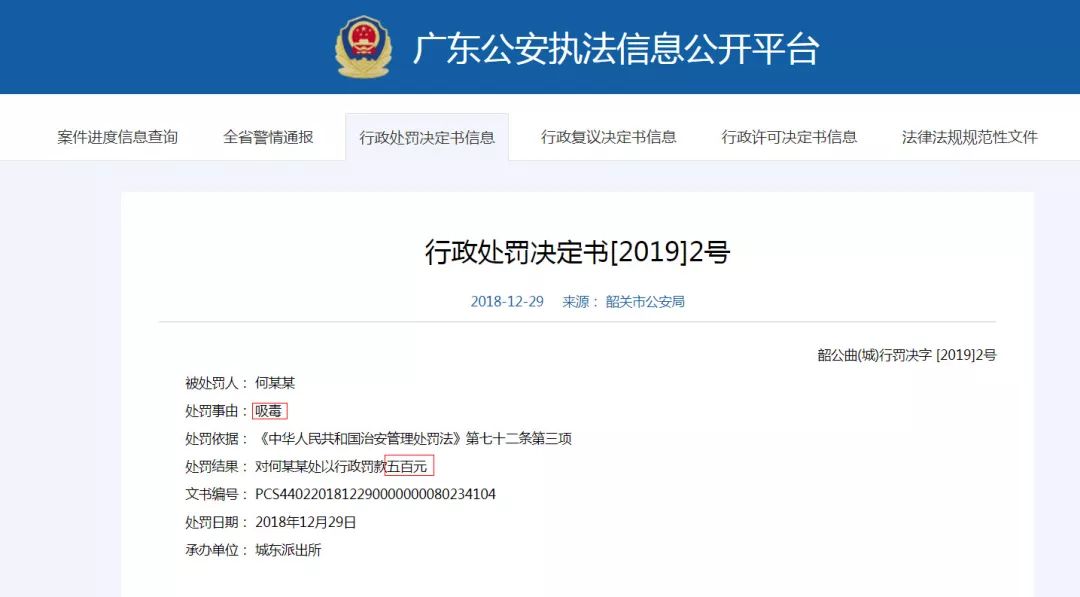 广东公安执法信息公开平台
案件进度信息查询 全省警情通报 行政处罚决定书信息 行政复议决定书信息 行政许可决定书信息 法律法规规范性文件
行政处罚决定书[2019]2号
2018-12-29 来源： 韶关市公安局
韶公曲(城)行罚决字 [2019]2号
被处罚人： 何某某
处罚事由： 吸毒
处罚依据： 《中华人民共和国治安管理处罚法》第七十二条第三项
处罚结果： 对何某某处以行政罚款五百元
文书编号： PCS4402201812290000000080234104
处罚日期： 2018年12月29日
承办单位： 城东派出所